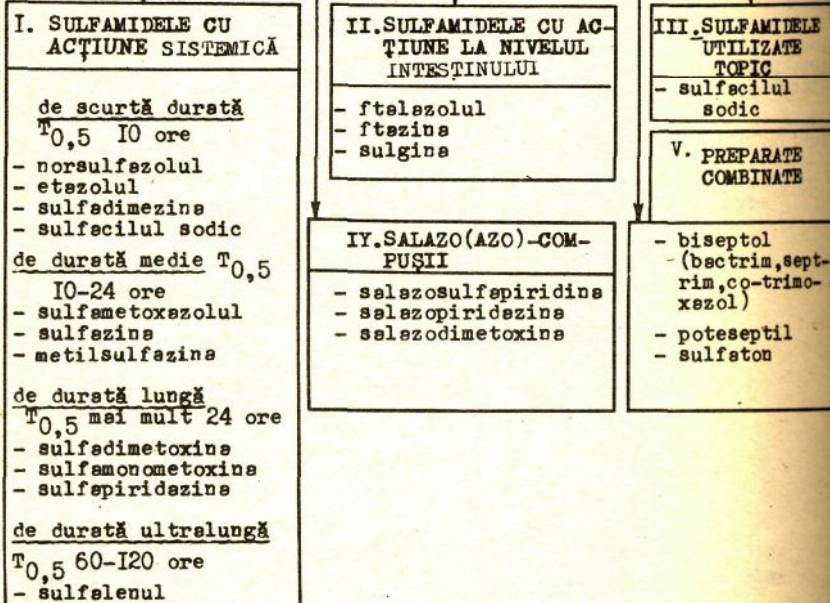 I. SULFAMIDELE CU
ACȚIUNE SISTEMICĂ
de scurtă durată
T0,5 I0 ore
- norsulfazolul
- etazolul
- sulfadimezina
- sulfacilul sodic
de durată medie T0,5
I0-24 ore
- sulfametoxazolul
- sulfazina
- metilsulfazina
de durată lungă
T0,5 mai mult 24 ore
- sulfadimetoxina
- sulfamonometoxina
- sulfapiridazina
de durată ultralungă
T0,5 60-I20 ore
- sulfalenul
II.SULFAMIDELE CU AC-
ȚIUNE LA NIVELUL
INTESTINULUI
- ftalazolul
- ftazina
- sulgina
IY.SALAZO(AZO)-COM-
PUȘII
- salazosulfapiridina
- salazopiridazina
- salazodimetoxina
III.SULFAMIDELE
UTILIZATE
TOPIC
- sulfacilul
sodic
V. PREPARATE
COMBINATE
- biseptol
(bactrim,sept-
rim,co-trimo-
xazol)
- poteseptil
- sulfaton